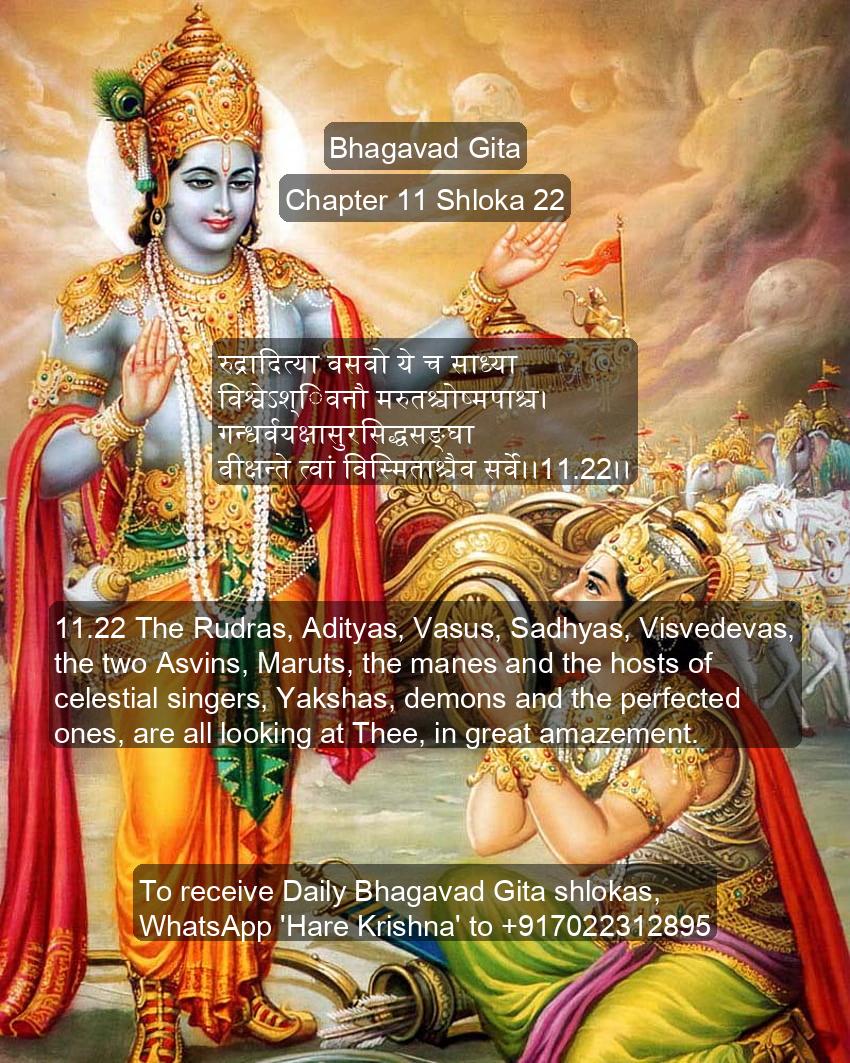 Bhagavad Gita
Chapter 11 Shloka 22
रुद्रादित्या वसवो ये च साध्या
विश्वेऽश्िवनौ मरुतश्चोष्मपाश्च।
गन्धर्वयक्षासुरसिद्धसङ्घा
वीक्षन्ते त्वां विस्मिताश्चैव सर्वे।।11.22।।
11.22 The Rudras, Adityas, Vasus, Sadhyas, Visvedevas,
the two Asvins, Maruts, the manes and the hosts of
celestial singers, Yakshas, demons and the perfected
ones, are all looking at Thee, in great amazement.
To receive Daily Bhagavad Gita shlokas,
WhatsApp 'Hare Krishna' to +917022312895